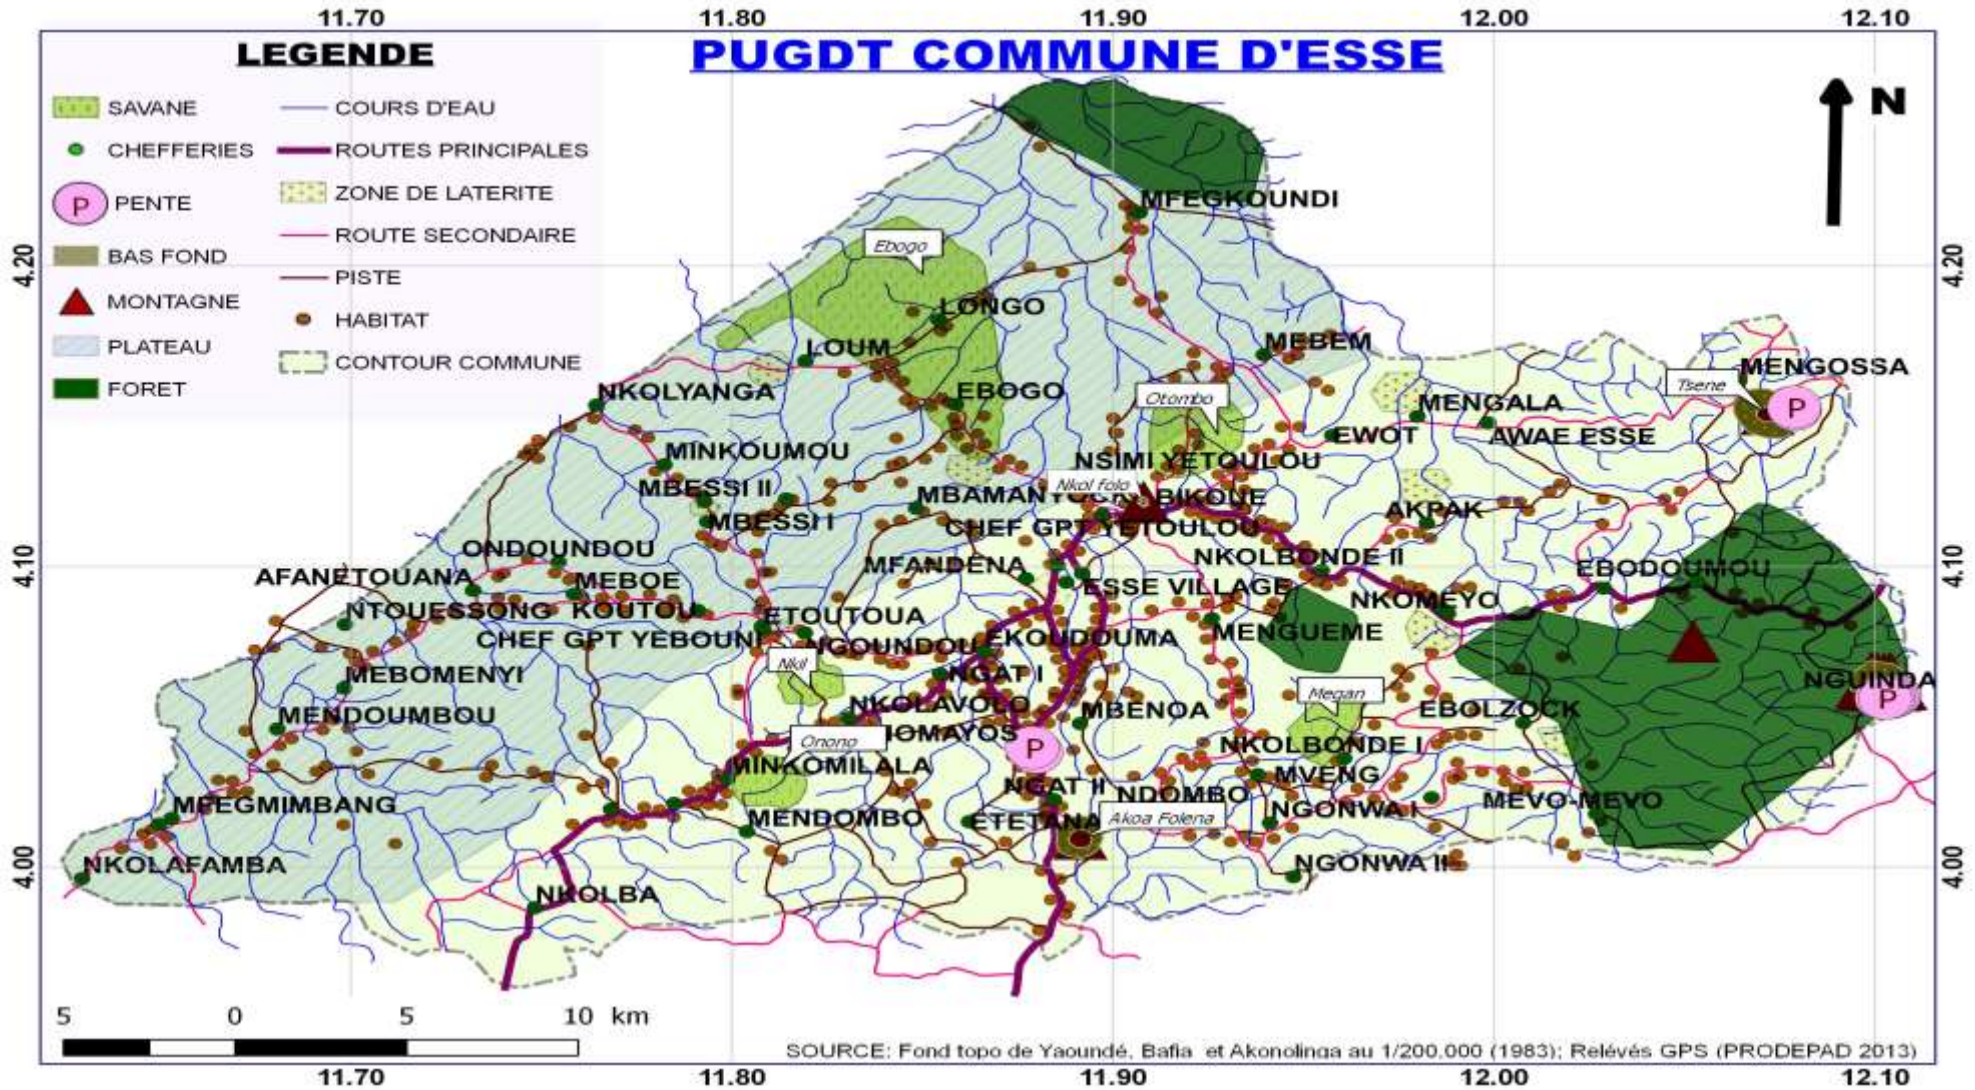 11.70 11.80 11.90 12.00 12.10
LEGENDE
PUGDT COMMUNE D'ESSE
SAVANE
COURS D'EAU
CHEFFERIES
ROUTES PRINCIPALES
P PENTE
ZONE DE LATERITE
BAS FOND
ROUTE SECONDAIRE
MONTAGNE
PISTE
PLATEAU
HABITAT
FORET
CONTOUR COMMUNE
N
MFEGKOUNDI
4.20
4.20
Ebogo
LONGO
LOUM
MEBEM
MENGOSSA
Tsene
P
NKOLYANGA
EBOGO
Otombo
MENGALA
EWOT
AWAE ESSE
MINKOUMOU
NSIMI YETOULOU
MBESSI II
Nkol folo
BIKOUE
MBESSI I
CHEF GPT YETOULOU
AKPAK
ONDOUNDOU
MFANDENA
NKOLBONDE II
EBODOUMOU
4.10
4.10
AFANETOUANA
MEBOE
ESSE VILLAGE
NTOUESSONG
KOUTOU
NKOMEYO
ETOUTOUA
CHEF GPT YEBOUNI
NGOUNDOU
EKOUDOUMA
MENGUEME
Nkil
MEBOMENYI
NGAT I
NGUINDA
P
Megan
MENDOUMBOU
NKOLAVOLO
MBENOA
EBOLZOCK
Onono
IOMAYOS
P
NKOLBONDE I
MINKOMILALA
MVENG
NGAT II
NDOMBO
MFEGMIMBANG
NGONWA I
MEVO-MEVO
MENDOMBO
ETETANA
Akoa Folena
4.00
4.00
NKOLAFAMBA
NGONWA II
NKOLBA
5 0 5 10 km
SOURCE: Fond topo de Yaoundé, Bafia et Akonolinga au 1/200.000 (1983); Relévés GPS (PRODEPAD 2013)
11.70 11.80 11.90 12.00 12.10